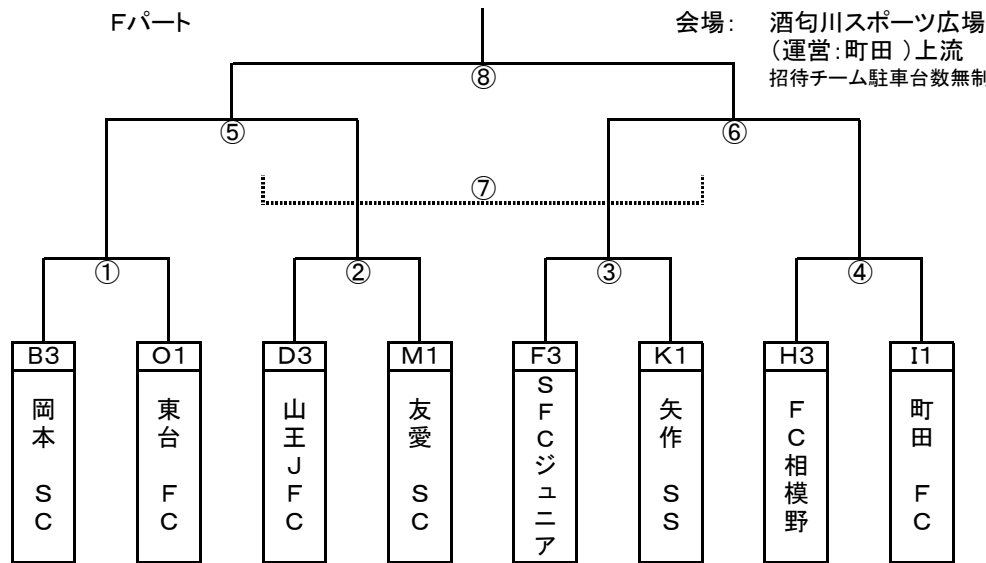 Fパート
会場: 酒匂川スポーツ広場
(運営:町田 )上流
招待チーム駐車台数無制
⑧
⑤ ⑥
⑦
① ② ③ ④
B3 O1 D3 M1 F3 K1 H3 I1
岡本 SC
東台 FC
山王JFC
友愛 SC
SFCジュニア
矢作 SS
FC相模野
町田 FC